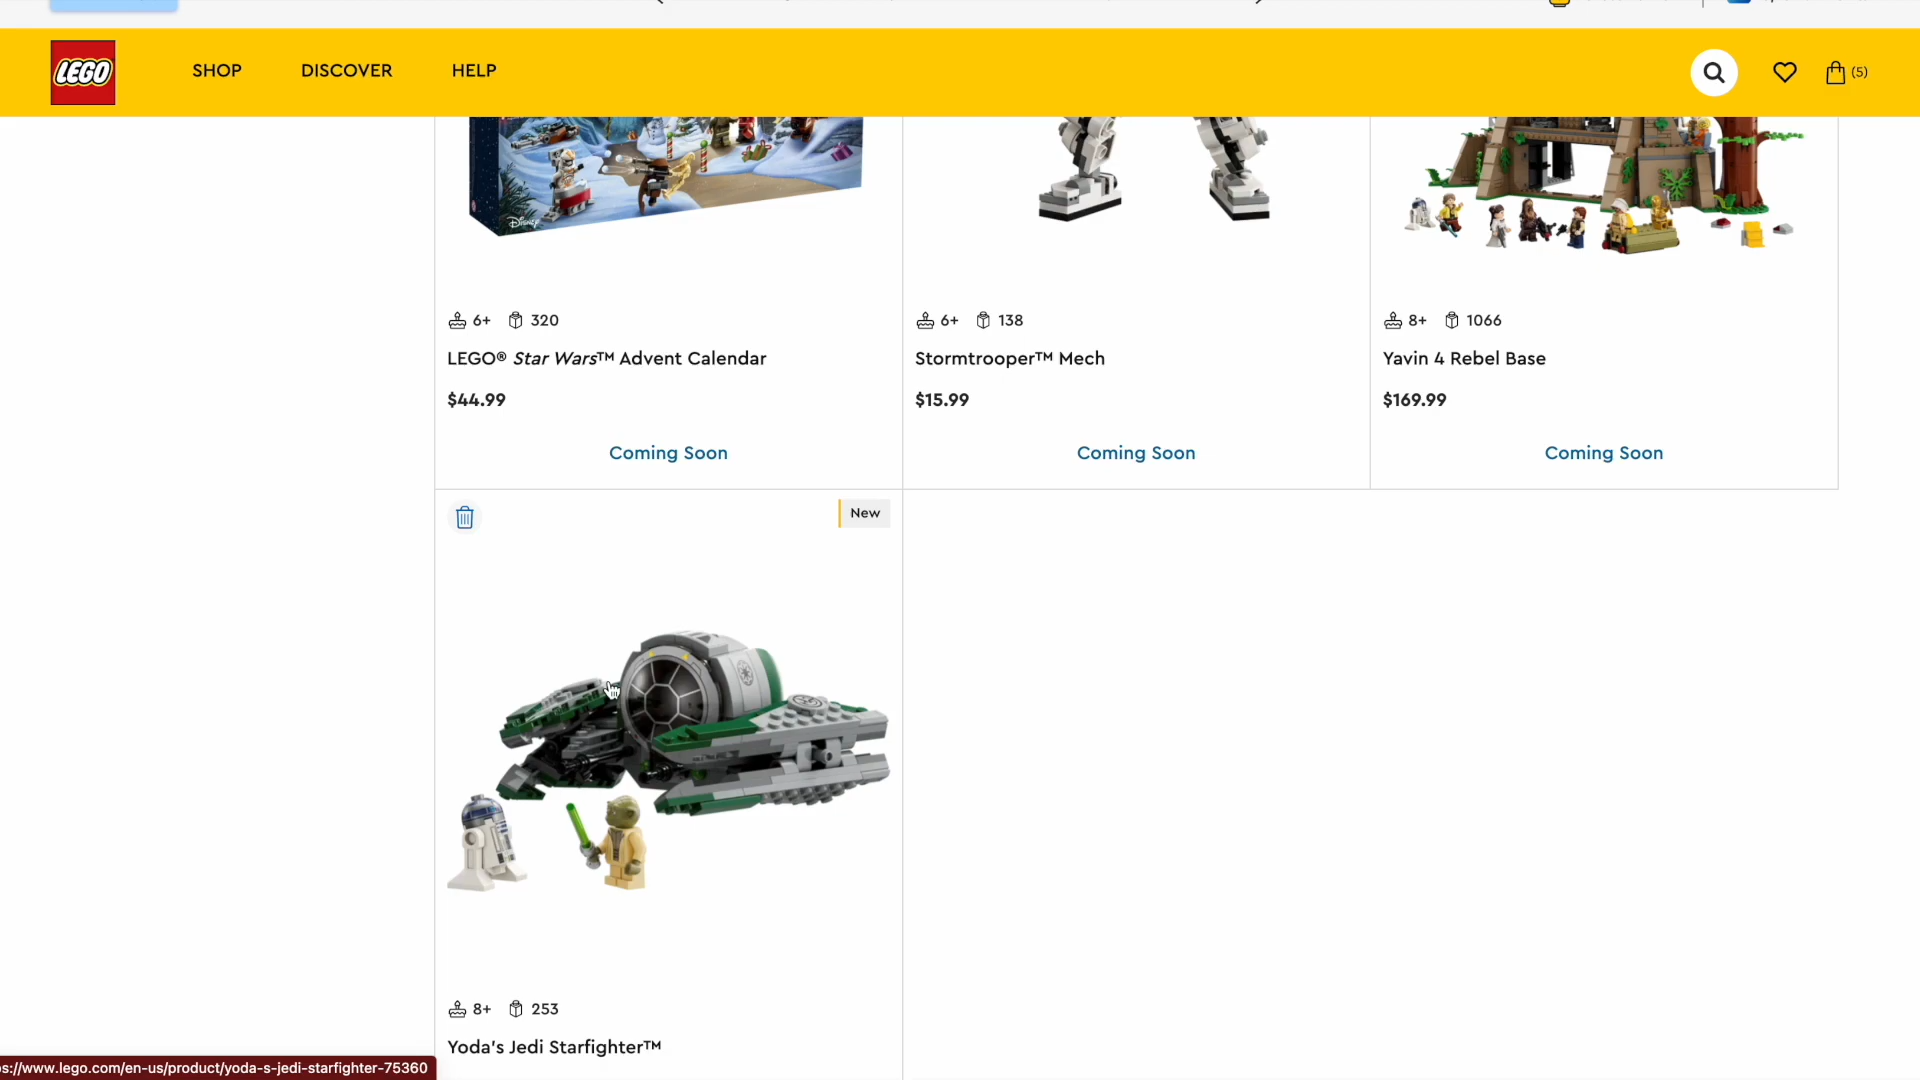 LEGO
SHOP
DISCOVER
HELP
(5)
Disney
6+ 320
LEGO® Star Wars™ Advent Calendar
$44.99
Coming Soon
6+ 138
Stormtrooper™ Mech
$15.99
Coming Soon
8+ 1066
Yavin 4 Rebel Base
$169.99
Coming Soon
New
8+ 253
Yoda's Jedi Starfighter™
s://www.lego.com/en-us/product/yoda-s-jedi-starfighter-75360